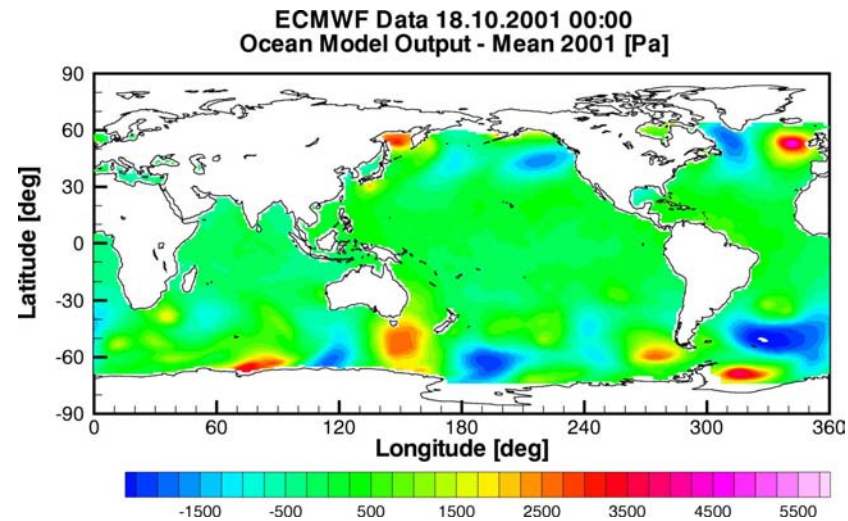 ECMWF Data 18.10.2001 00:00
Ocean Model Output - Mean 2001 [Pa]
90
60
30
0
-30
-60
-90
Latitude [deg]
0 60 120 180 240 300 360
Longitude [deg]
-1500 -500 500 1500 2500 3500 4500 5500